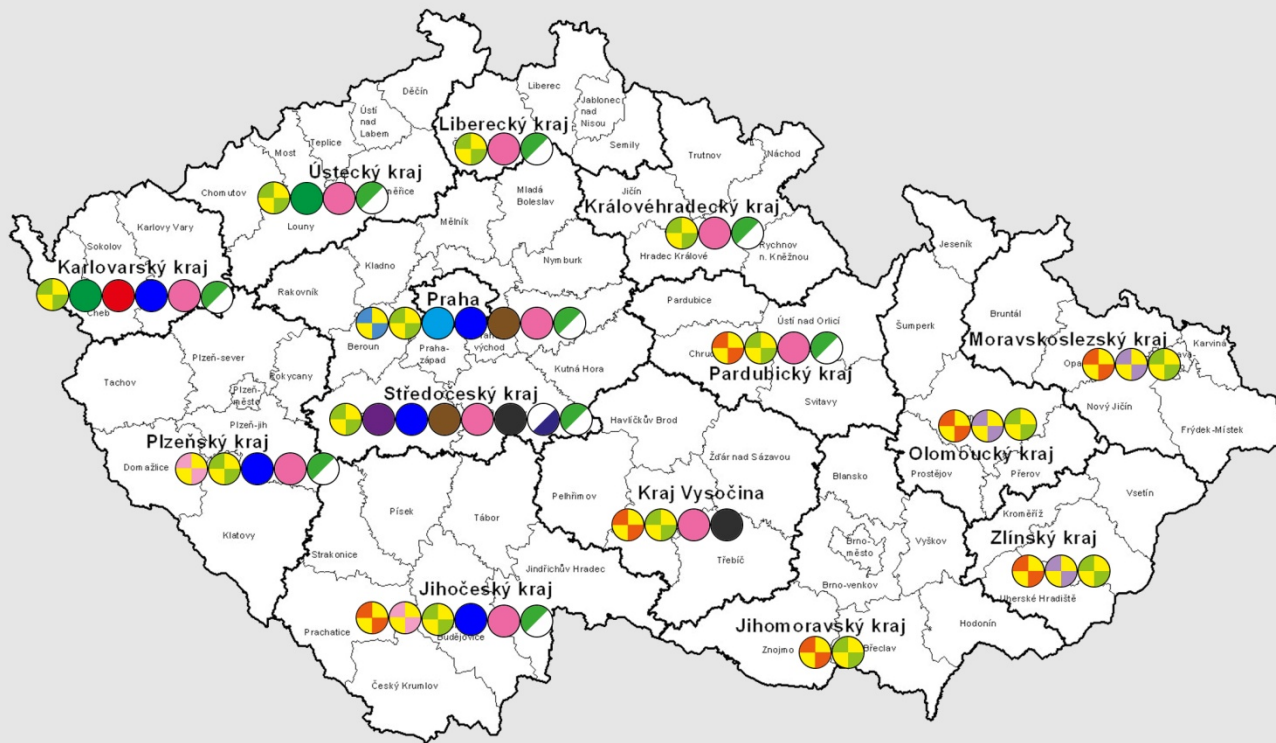 Děčín
Liberec
Ústí
nad
Labem
Jablonec
nad
Nisou
Liberecký kraj
Teplice
Most
Semily
Trutnov
Náchod
Ústecký kraj
Chomutov
Louny
Mladá
Boleslav
Mělník
Jičín
Královéhradecký kraj
Hradec Králové
Rychnov
n. Kněžnou
Karlovy Vary
Sokolov
Karlovarský kraj
Cheb
Kladno
Nymburk
Rakovník
Praha
Beroun
Praha-
západ
východ
Kutná Hora
Pardubice
Ústí nad Orlicí
Pardubický kraj
Svitavy
Jeseník
Šumperk
Bruntál
Karviná
Moravskoslezský kraj
Nový Jičín
Frýdek-Místek
Plzeň-sever
Tachov
Plzeň-
město
Plzeň-jih
Plzeňský kraj
Domažlice
Klatovy
Středočeský kraj
Havlíčkův Brod
Žďár nad Sázavou
Kraj Vysočina
Pelhřimov
Třebíč
Olomoucký kraj
Prostějov
Přerov
Vsetín
Kroměříž
Zlínský kraj
Uherské Hradiště
Blansko
Brno-
město
Vyškov
Brno-venkov
Hodonín
Jihomoravský kraj
Znojmo
Břeclav
Písek
Tábor
Strakonice
Jindřichův Hradec
Jihočeský kraj
Prachatice
Budějovice
Český Krumlov